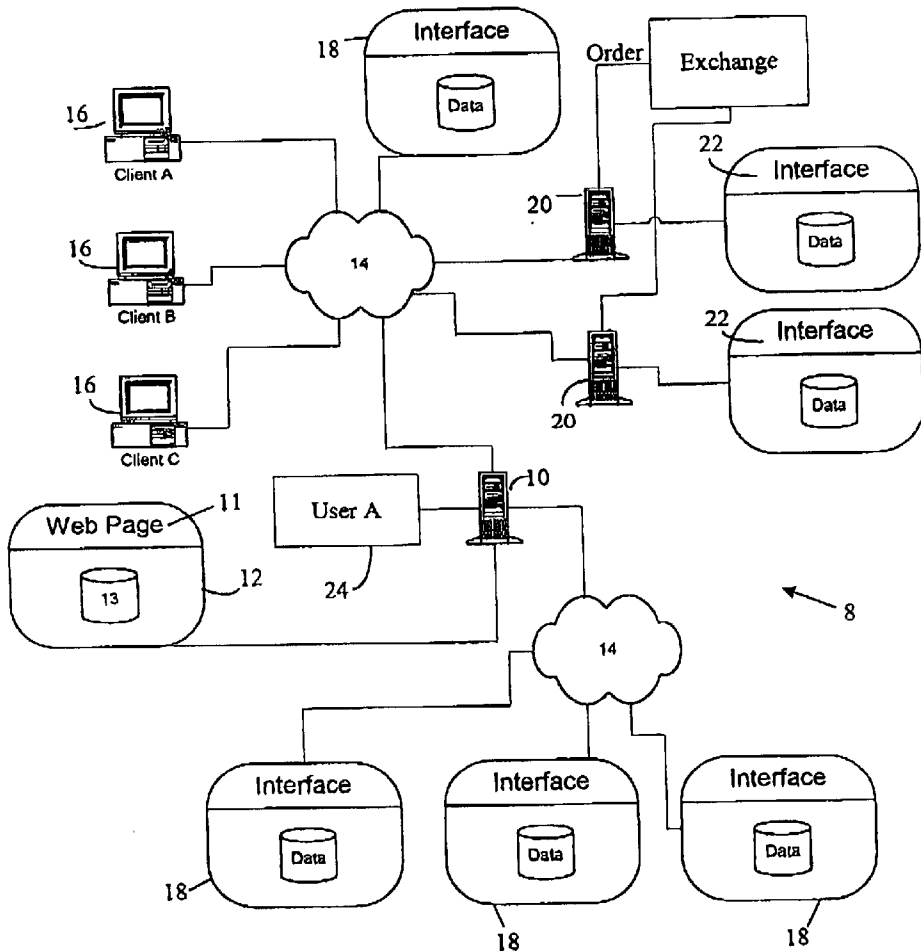 18
Interface
Data
Order
Exchange
16
Client A
22
Interface
Data
20
14
16
Client B
22
Interface
Data
20
16
Client C
10
User A
24
11
Web Page
12
13
8
14
Interface
Data
18
Interface
Data
18
Interface
Data
18